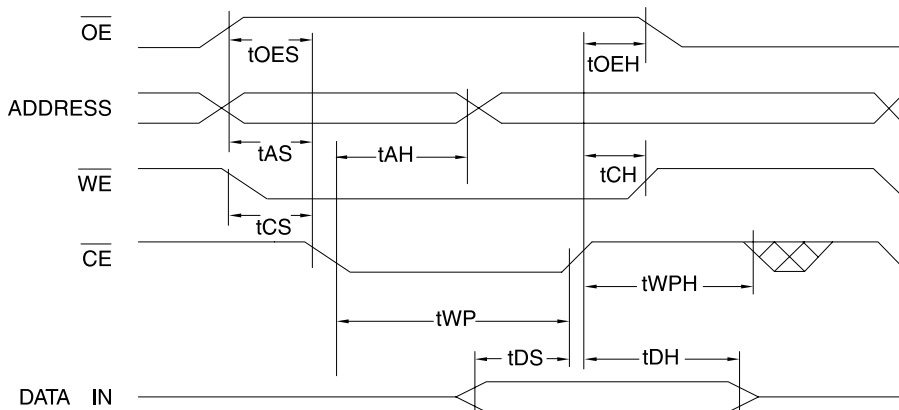 OE
tOES
tOEH
ADDRESS
tAS
tAH
WE
tCH
tCS
CE
tWPH
tWP
tDS
tDH
DATA IN